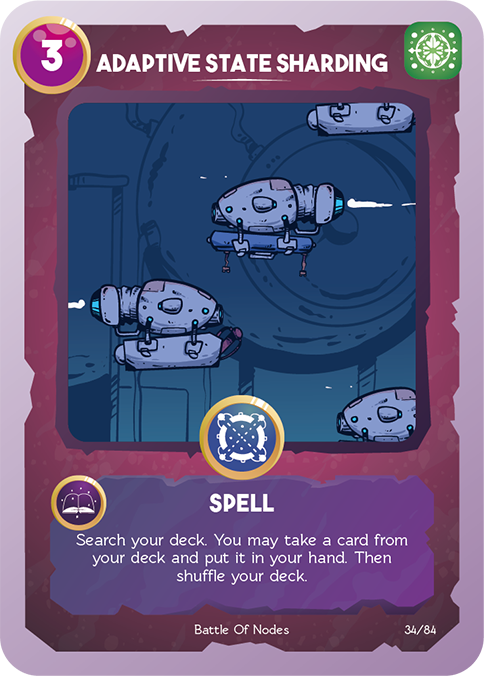 3
ADAPTIVE STATE SHARDING
SPELL
Search your deck. You may take a card from
your deck and put it in your hand. Then
shuffle your deck.
Battle Of Nodes
34/84